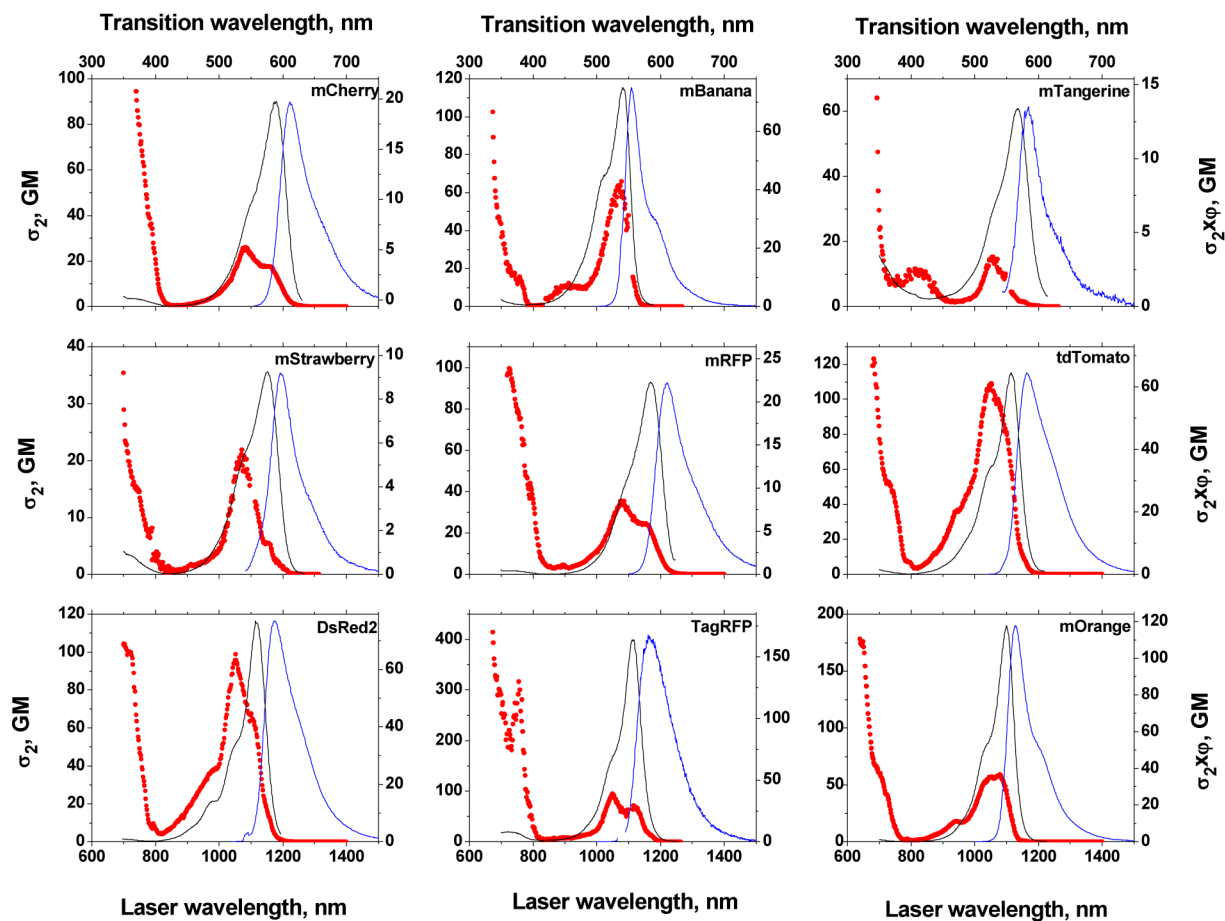 Transition wavelength, nm Transition wavelength, nm Transition wavelength, nm
300 400 500 600 700 300 400 500 600 700 300 400 500 600 700
100 80 60 40 20 0
mCherry
20 15 10 5 0
120 100 80 60 40 20 0
mBanana
60 40 20 0
60 40 20 0
mTangerine
15 10 5 0
σ2, GM
σ2xφ, GM
40 30 20 10 0
mStrawberry
10 8 6 4 2 0
100 80 60 40 20 0
mRFP
25 20 15 10 5 0
120 100 80 60 40 20 0
tdTomato
60 40 20 0
σ2, GM
σ2xφ, GM
120 100 80 60 40 20 0
DsRed2
60 40 20 0
400 300 200 100 0
TagRFP
150 100 50 0
200 150 100 50 0
mOrange
120 100 80 60 40 20 0
σ2, GM
σ2xφ, GM
600 800 1000 1200 1400 600 800 1000 1200 1400 600 800 1000 1200 1400
Laser wavelength, nm Laser wavelength, nm Laser wavelength, nm